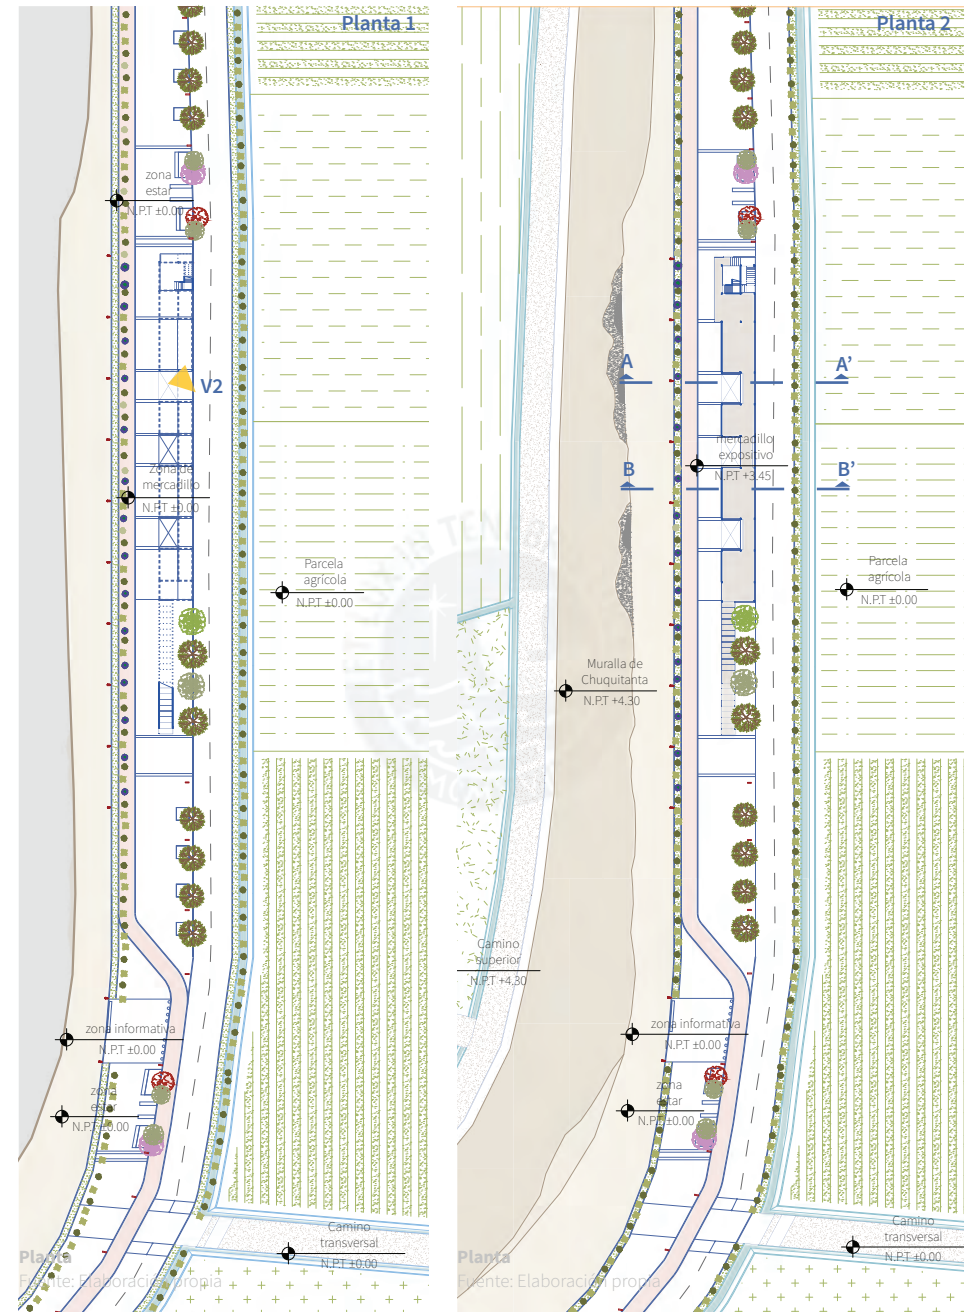 Planta 1
zona
estar
N.P.T ±0.00
V2
zona de
mercadillo
N.P.T ±0.00
Parcela
agrícola
N.P.T ±0.00
zona informativa
N.P.T ±0.00
zona
estar
N.P.T ±0.00
Camino
transversal
N.P.T ±0.00
Planta
Fuente: Elaboración propia
Planta 2
A
A'
mercadillo
expositivo
N.P.T +3.45
B
B'
Parcela
agrícola
N.P.T ±0.00
Muralla de
Chuquitanta
N.P.T +4.30
Camino
superior
N.P.T +4.30
zona informativa
N.P.T ±0.00
zona
estar
N.P.T ±0.00
Camino
transversal
N.P.T ±0.00
Planta
Fuente: Elaboración propia